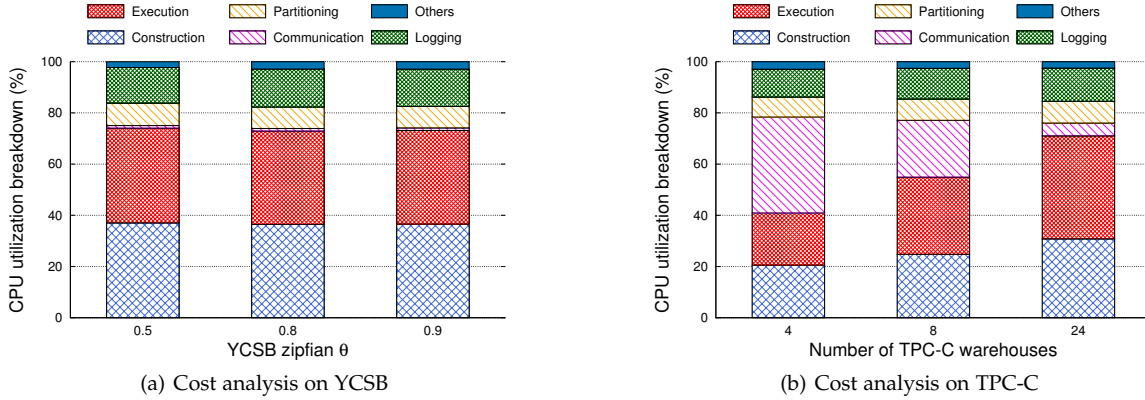 Execution Partitioning Others
Construction Communication Logging
CPU utilization breakdown (%)
100
80
60
40
20
0
0.5 0.8 0.9
YCSB zipfian θ
(a) Cost analysis on YCSB
Execution Partitioning Others
Construction Communication Logging
CPU utilization breakdown (%)
100
80
60
40
20
0
4 8 24
Number of TPC-C warehouses
(b) Cost analysis on TPC-C